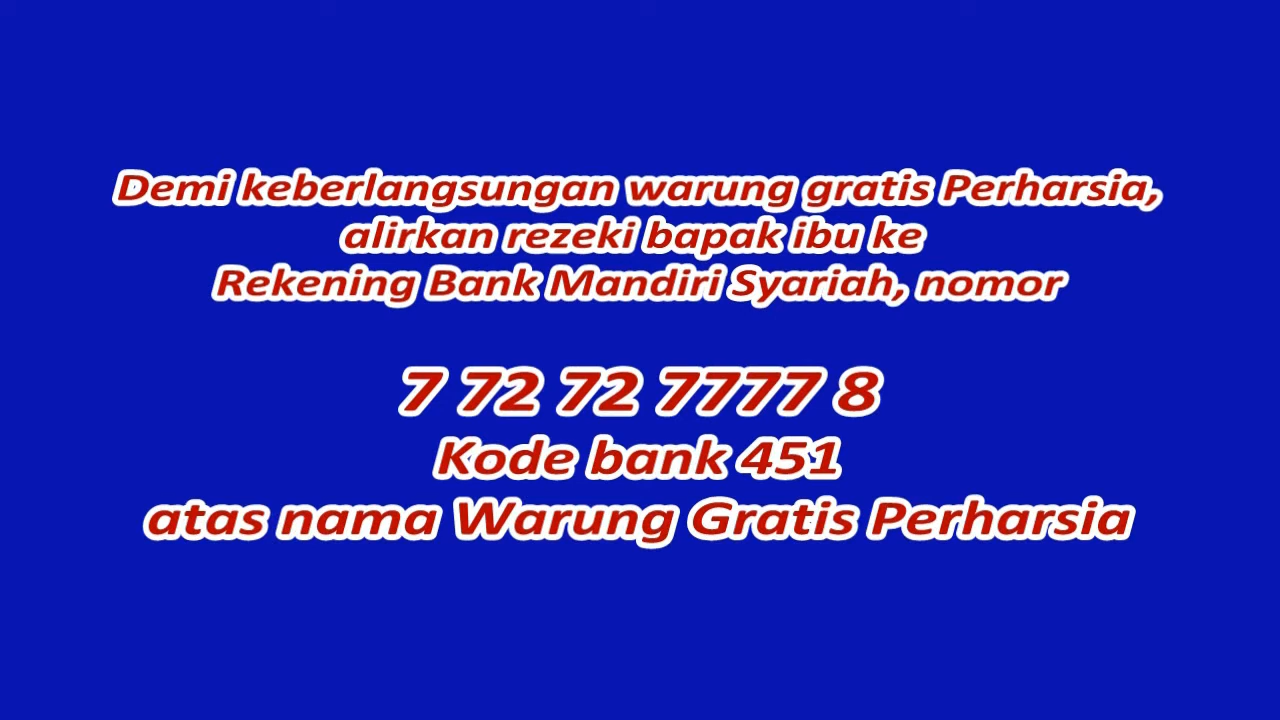 Demi keberlangsungan warung gratis Perharsia,
alirkan rezeki bapak ibu ke
Rekening Bank Mandiri Syariah, nomor
7 72 72 7777 8
Kode bank 451
atas nama Warung Gratis Perharsia